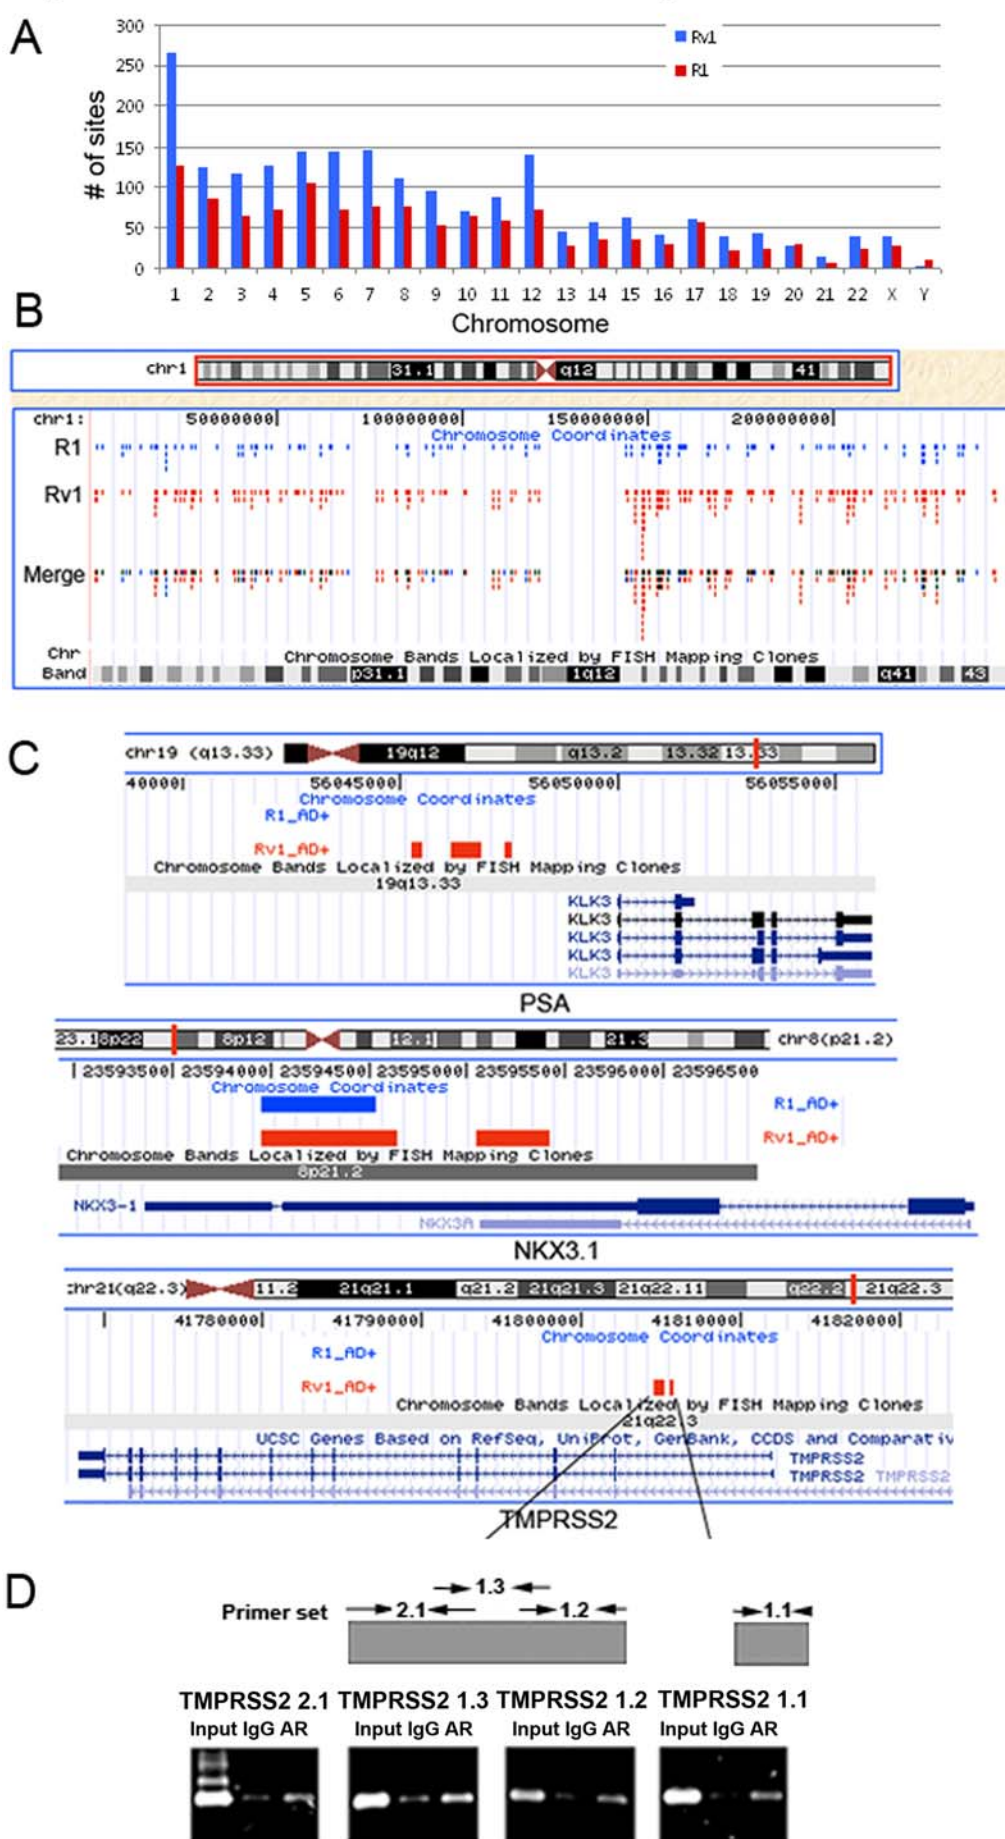 A
300
250
200
150
100
50
0
# of sites
Rv1
R1
1 2 3 4 5 6 7 8 9 10 11 12 13 14 15 16 17 18 19 20 21 22 X Y
Chromosome
B
chr1 31.1 q12 41
chr1: 50000000| 100000000| 150000000| 200000000|
Chromosome Coordinates
R1
Rv1
Merge
Chr
Chromosome Bands Localized by FISH Mapping Clones
Band p31.1 1q12 q41 43
C
chr19 (q13.33) 19q12 q13.2 13.32 13.33
40000| 56045000| 56050000| 56055000|
Chromosome Coordinates
R1_AD+
Rv1_AD+
Chromosome Bands Localized by FISH Mapping Clones
19q13.33
KLK3
KLK3
KLK3
KLK3
KLK3
PSA
23.1 8p22 8p12 12.1 21.3 chr8(p21.2)
| 23593500| 23594000| 23594500| 23595000| 23595500| 23596000| 23596500
Chromosome Coordinates
R1_AD+
Rv1_AD+
Chromosome Bands Localized by FISH Mapping Clones
8p21.2
NKX3-1
NKX3A
NKX3.1
chr21(q22.3) 11.2 21q21.1 q21.2 21q21.3 21q22.11 q22.2 21q22.3
| 41780000| 41790000| 41800000| 41810000| 41820000|
Chromosome Coordinates
R1_AD+
Rv1_AD+
Chromosome Bands Localized by FISH Mapping Clones
21q22.3
UCSC Genes Based on RefSeq, UniProt, GenBank, CCDS and Comparativ
TMPRSS2
TMPRSS2 TMPRSS2
TMPRSS2
D
1.3
Primer set 2.1 1.2 1.1
TMPRSS2 2.1 TMPRSS2 1.3 TMPRSS2 1.2 TMPRSS2 1.1
Input IgG AR Input IgG AR Input IgG AR Input IgG AR